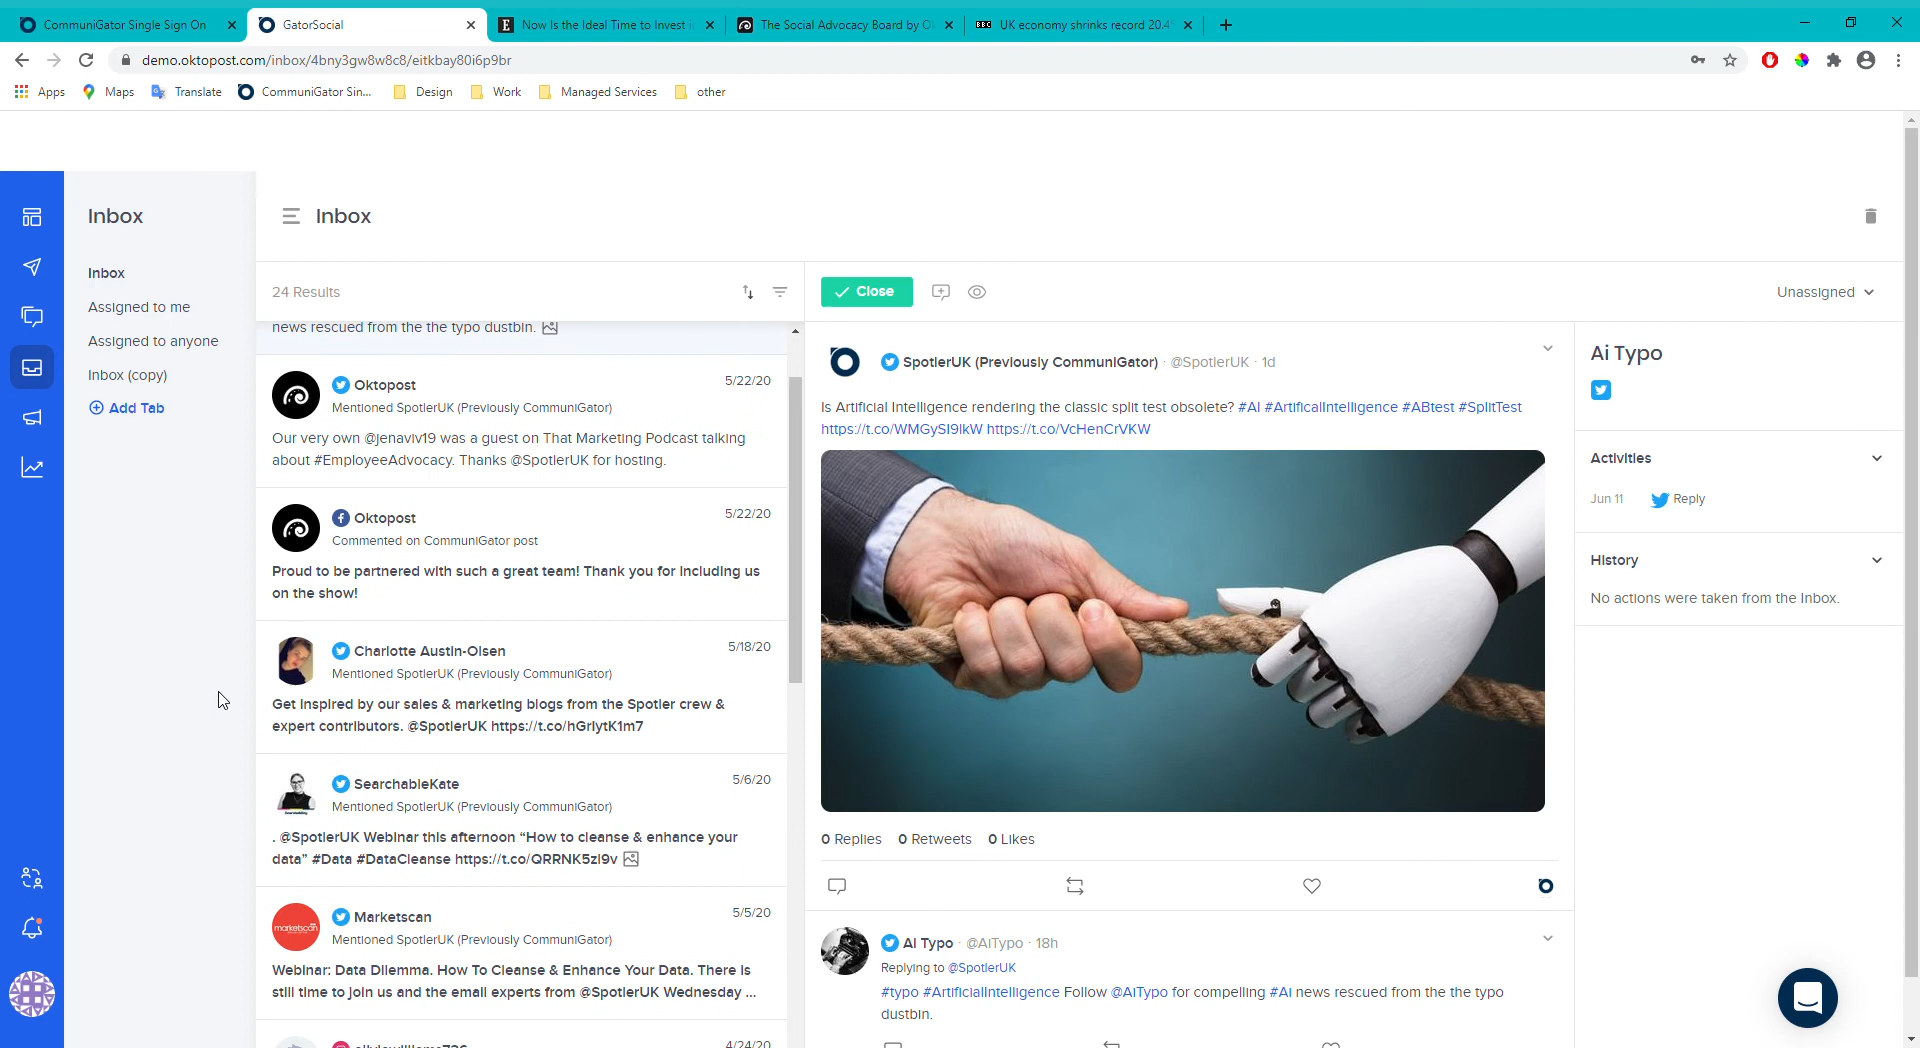 CommuniGator Single Sign On
GatorSocial
Now Is the Ideal Time to Invest i
The Social Advocacy Board by O
BBC
UK economy shrinks record 20.4
demo.oktopost.com/inbox/4bny3gw8w8c8/eitkbay80i6p9br
Apps
Maps
Translate
CommuniGator Sin...
Design
Work
Managed Services
other
Inbox
Inbox
Assigned to me
Assigned to anyone
Inbox (copy)
Add Tab
Inbox
24 Results
news rescued from the the typo dustbin.
Oktopost
5/22/20
Mentioned SpotlerUK (Previously CommuniGator)
Our very own @jenaviv19 was a guest on That Marketing Podcast talking
about #EmployeeAdvocacy. Thanks @SpotlerUK for hosting.
Oktopost
5/22/20
Commented on CommuniGator post
Proud to be partnered with such a great team! Thank you for including us
on the show!
Charlotte Austin-Olsen
5/18/20
Mentioned SpotlerUK (Previously CommuniGator)
Get inspired by our sales & marketing blogs from the Spotler crew &
expert contributors. @SpotlerUK https://t.co/hGrIytK1m7
SearchableKate
5/6/20
Mentioned SpotlerUK (Previously CommuniGator)
. @SpotlerUK Webinar this afternoon “How to cleanse & enhance your
data” #Data #DataCleanse https://t.co/QRRNK5zI9v
marketscan
Marketscan
5/5/20
Mentioned SpotlerUK (Previously CommuniGator)
Webinar: Data Dilemma. How To Cleanse & Enhance Your Data. There is
still time to join us and the email experts from @SpotlerUK Wednesday ...
4/24/20
Close
Unassigned
SpotlerUK (Previously CommuniGator) · @SpotlerUK · 1d
Is Artificial Intelligence rendering the classic split test obsolete? #AI #ArtificalIntelligence #ABtest #SplitTest
https://t.co/WMGySI9lkW https://t.co/VcHenCrVKW
0 Replies 0 Retweets 0 Likes
Ai Typo · @AiTypo · 18h
Replying to @SpotlerUK
#typo #ArtificialIntelligence Follow @AiTypo for compelling #Ai news rescued from the the typo
dustbin.
Ai Typo
Activities
Jun 11
Reply
History
No actions were taken from the Inbox.